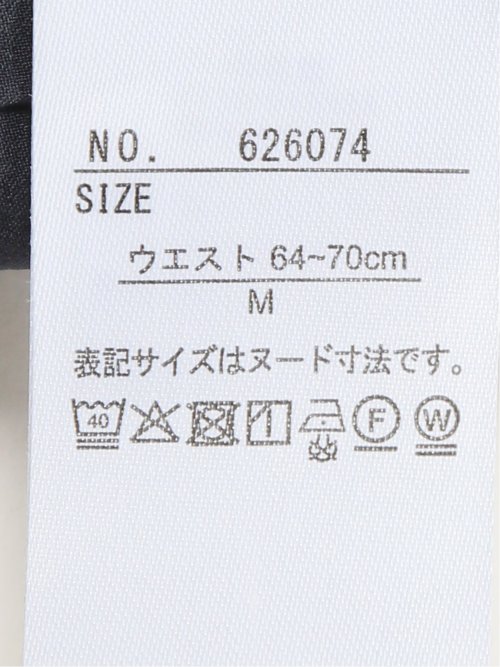 NO. 626074
SIZE
ウエスト 64~70cm
M
表記サイズはヌード寸法です。
40 F W